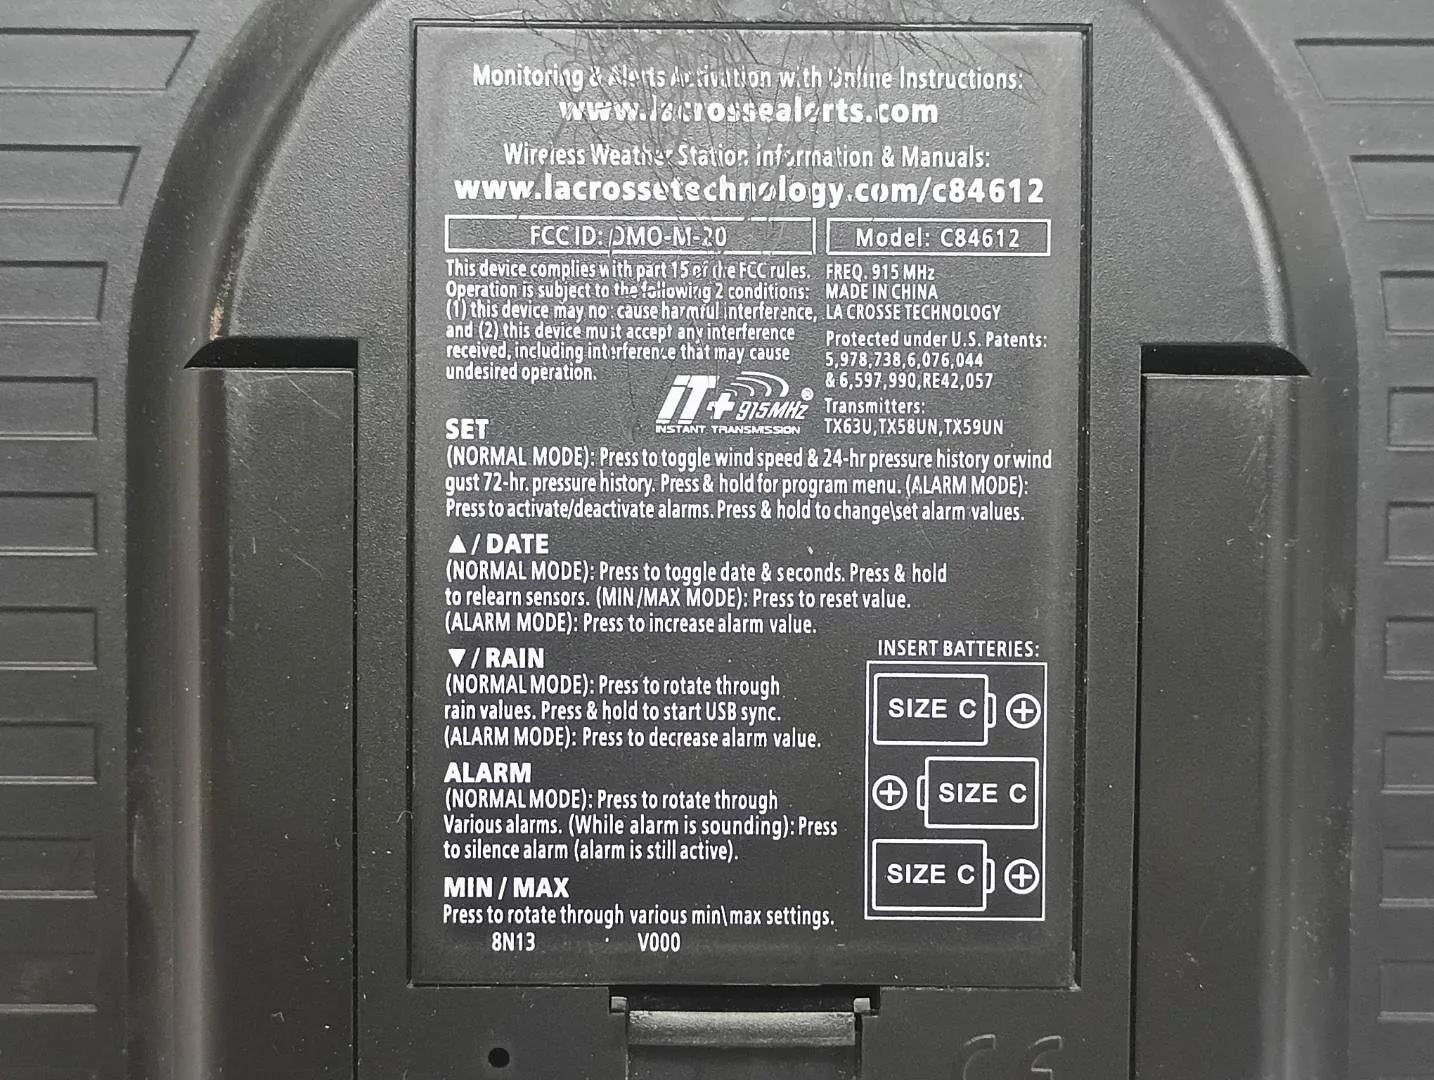 Monitoring & Alerts Activation with Online Instructions:
www.lacrossealerts.com
Wireless Weather Station information & Manuals:
www.lacrossetechnology.com/c84612
FCC ID: OMO-M-20
Model: C84612
This device complies with part 15 of the FCC rules.
Operation is subject to the following 2 conditions:
(1) this device may not cause harmful interference,
and (2) this device must accept any interference
received, including interference that may cause
undesired operation.
FREQ. 915 MHz
MADE IN CHINA
LA CROSSE TECHNOLOGY
Protected under U.S. Patents:
5,978,738,6,076,044
& 6,597,990,RE42,057
Transmitters:
TX63U,TX58UN,TX59UN
iT+ 915MHz®
INSTANT TRANSMISSION
SET
(NORMAL MODE): Press to toggle wind speed & 24-hr pressure history or wind
gust 72-hr. pressure history. Press & hold for program menu. (ALARM MODE):
Press to activate/deactivate alarms. Press & hold to change\set alarm values.
▲ / DATE
(NORMAL MODE): Press to toggle date & seconds. Press & hold
to relearn sensors. (MIN/MAX MODE): Press to reset value.
(ALARM MODE): Press to increase alarm value.
▼ / RAIN
(NORMAL MODE): Press to rotate through
rain values. Press & hold to start USB sync.
(ALARM MODE): Press to decrease alarm value.
ALARM
(NORMAL MODE): Press to rotate through
Various alarms. (While alarm is sounding): Press
to silence alarm (alarm is still active).
MIN / MAX
Press to rotate through various min\max settings.
8N13 V000
INSERT BATTERIES:
SIZE C +
+ SIZE C
SIZE C +
CE